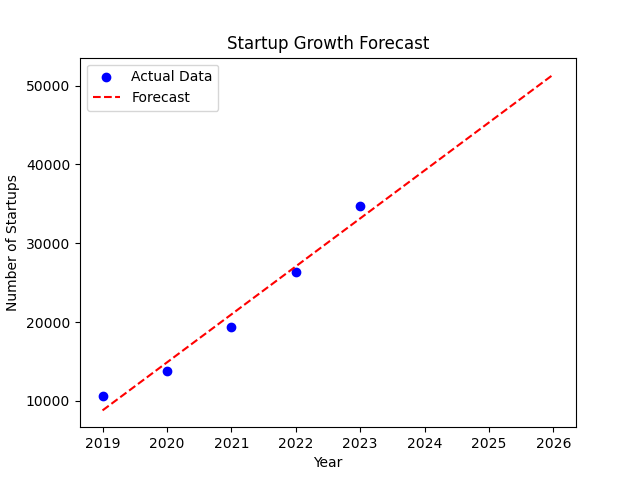 Startup Growth Forecast
Actual Data
Forecast
50000
40000
30000
20000
10000
Number of Startups
2019 2020 2021 2022 2023 2024 2025 2026
Year